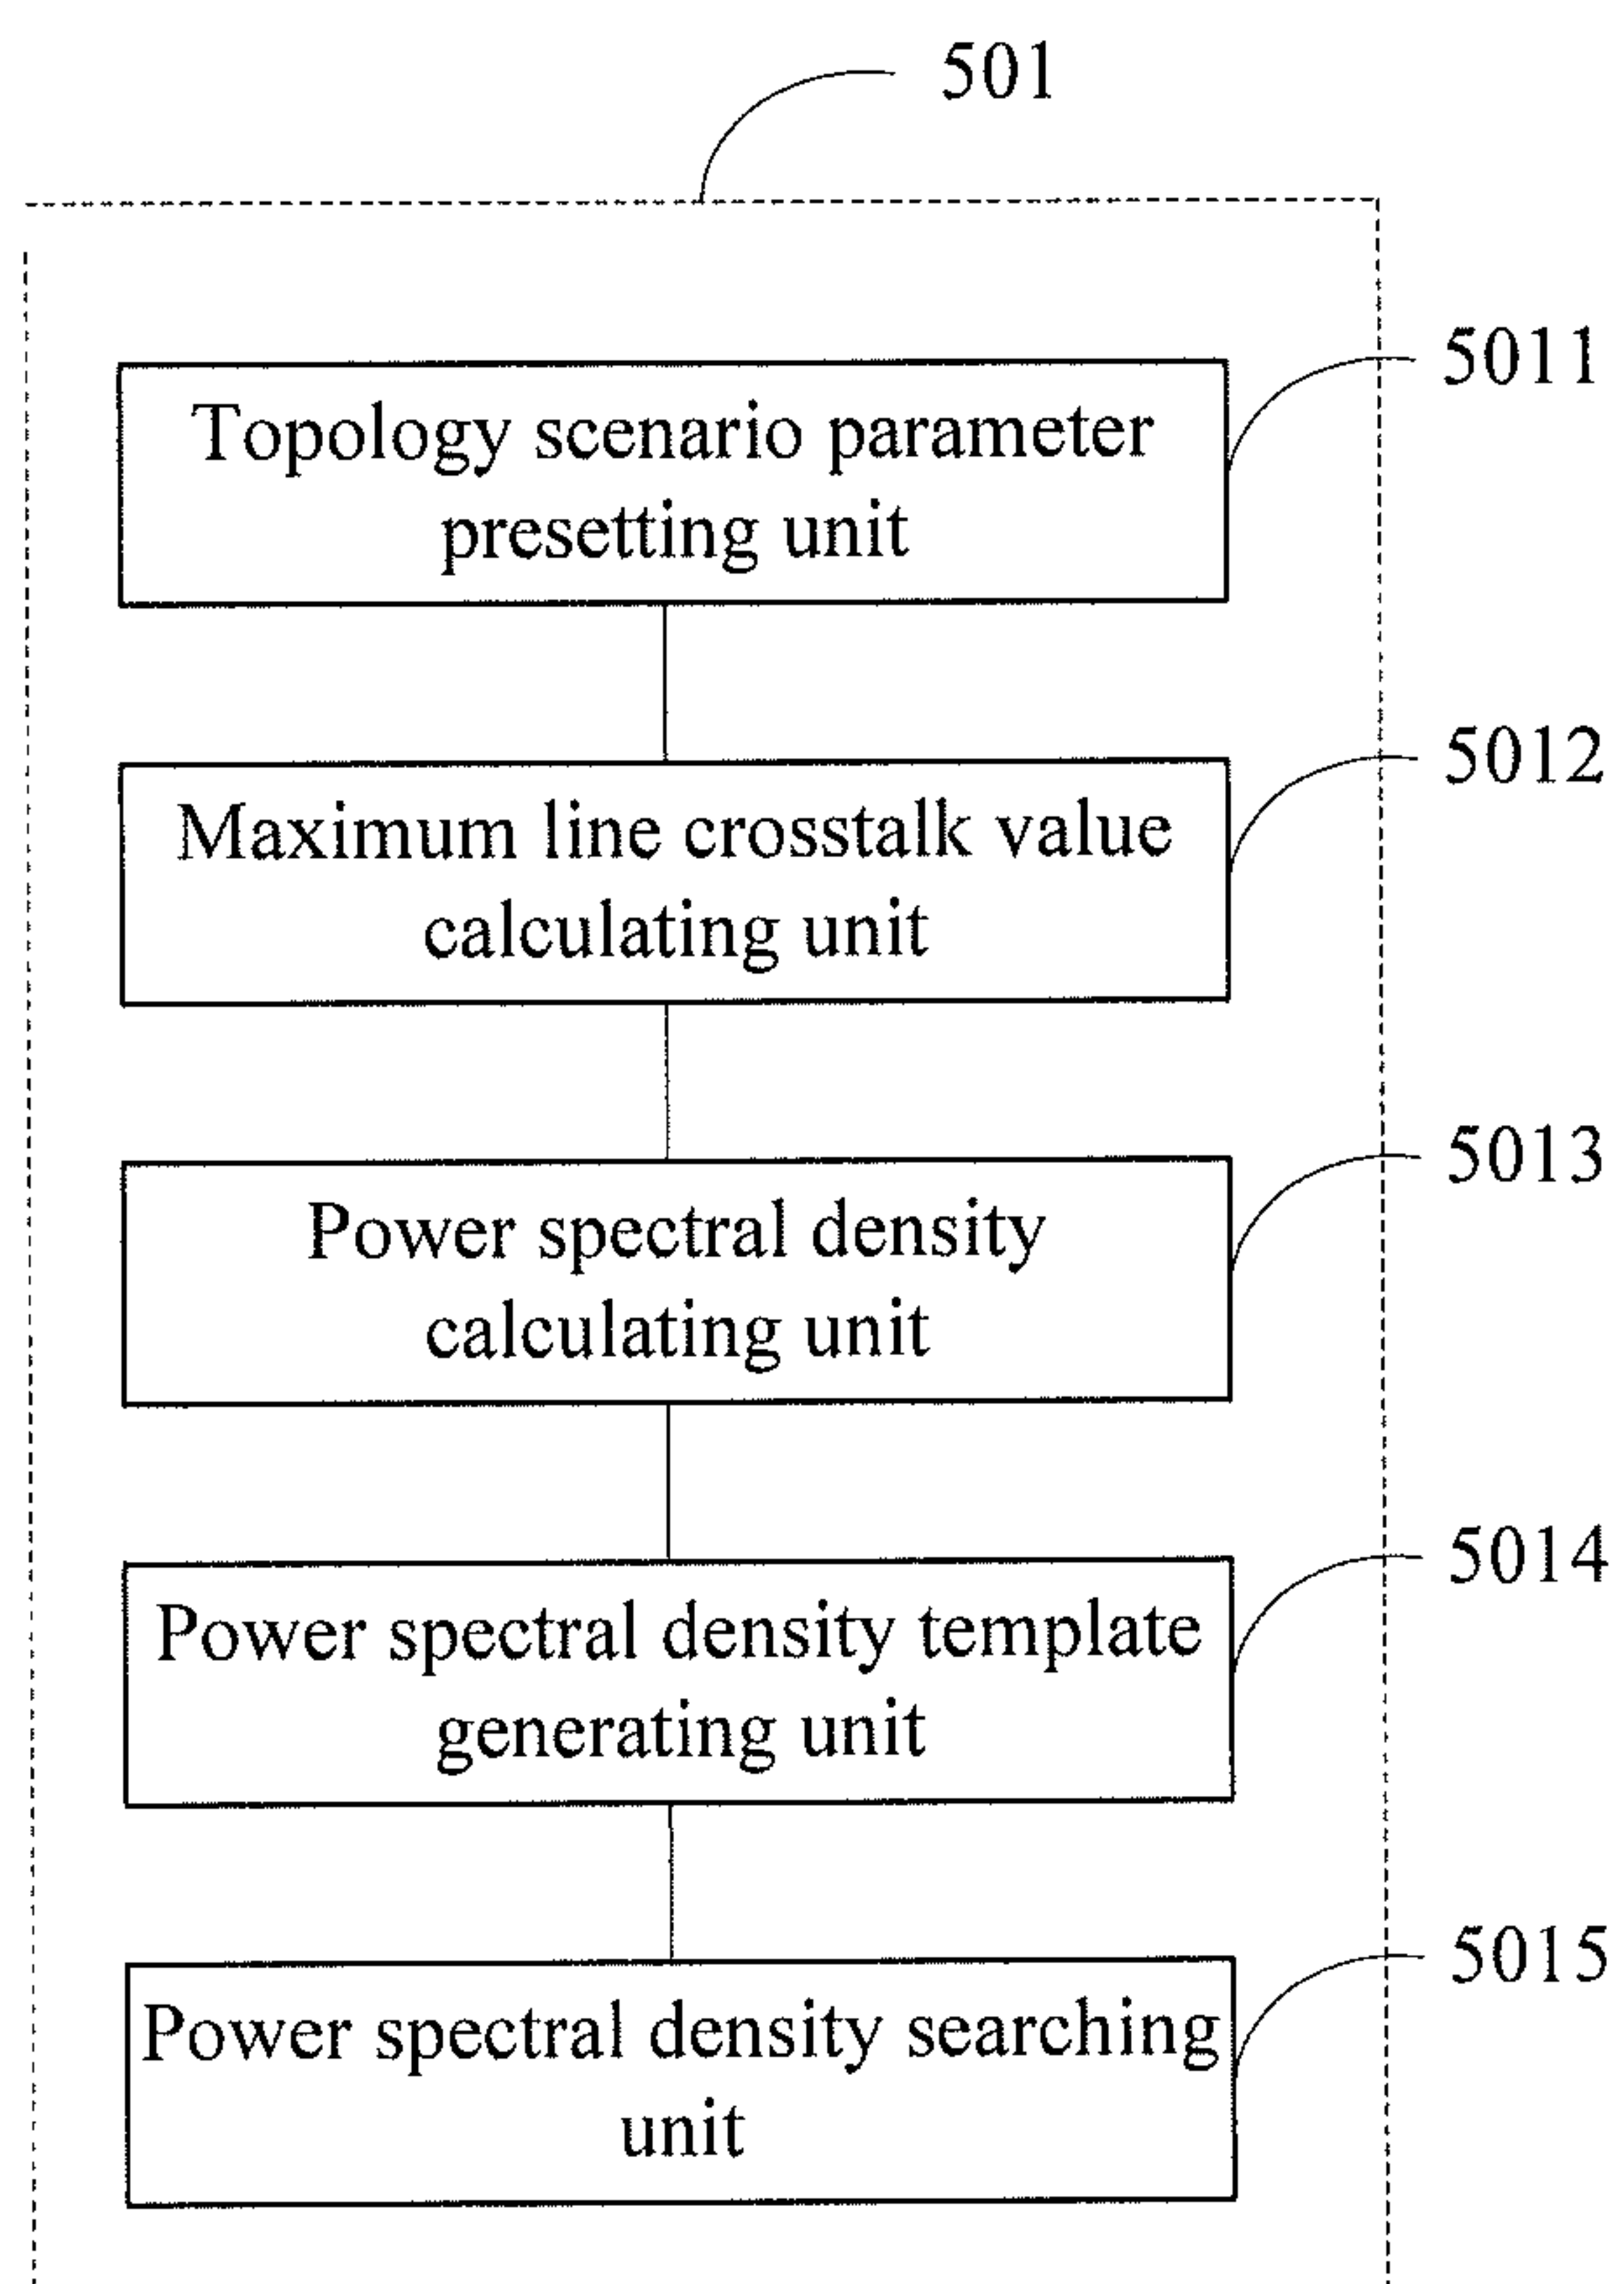 501
5011
Topology scenario parameter
presetting unit
5012
Maximum line crosstalk value
calculating unit
5013
Power spectral density
calculating unit
5014
Power spectral density template
generating unit
5015
Power spectral density searching
unit